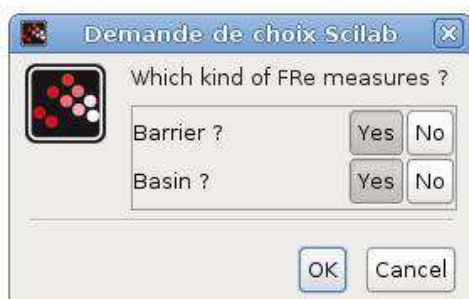 Demande de choix Scilab
Which kind of FRe measures ?
Barrier ? Yes No
Basin ? Yes No
OK Cancel